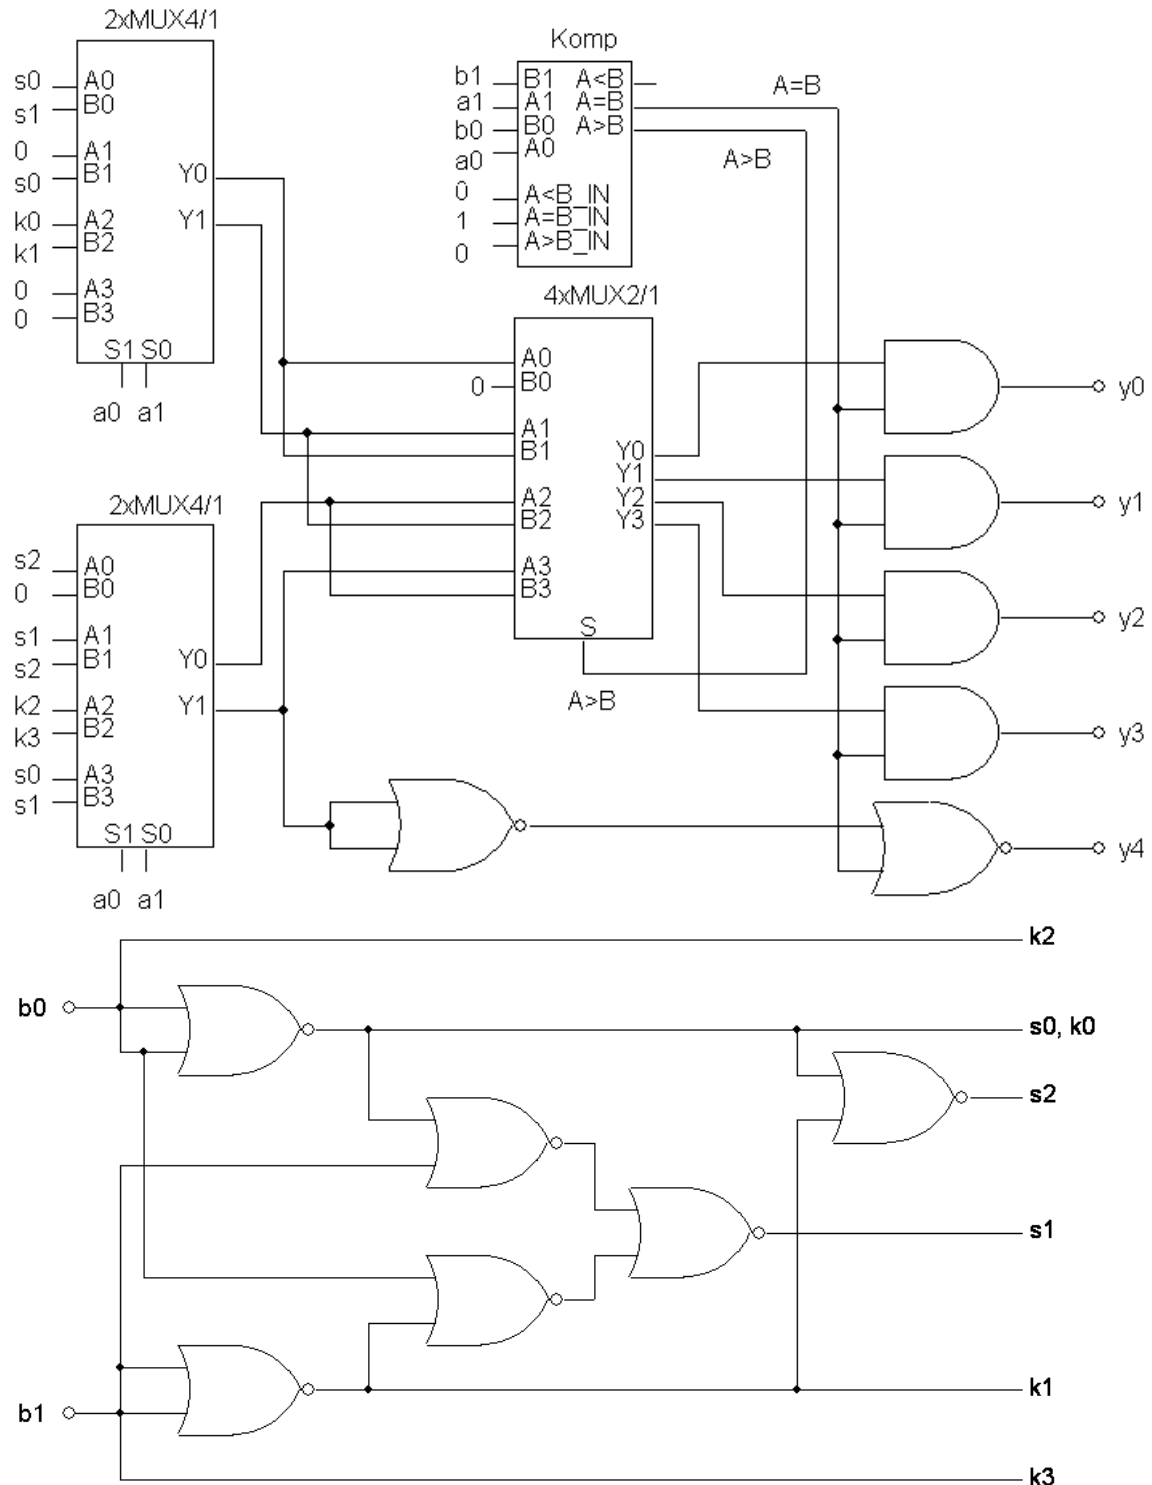 2xMUX4/1
s0 A0
s1 B0
0 A1
s0 B1 Y0
k0 A2 Y1
k1 B2
0 A3
0 B3
S1 S0
a0 a1
Komp
b1 B1 A<B
a1 A1 A=B
b0 B0 A>B
a0 A0
0 A<B_IN
1 A=B_IN
0 A>B_IN
A=B
A>B
4xMUX2/1
A0
0 B0
A1
B1 Y0
Y1
A2 Y2
B2 Y3
A3
B3
S
A>B
y0
y1
y2
y3
y4
2xMUX4/1
s2 A0
0 B0
s1 A1
s2 B1 Y0
k2 A2 Y1
k3 B2
s0 A3
s1 B3
S1 S0
a0 a1
k2
b0
s0, k0
s2
s1
k1
b1
k3